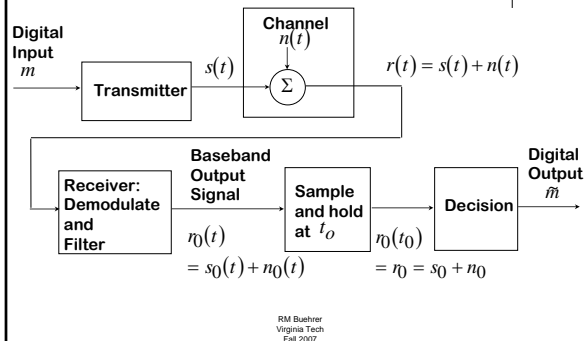 Digital
Input
m
Transmitter
s(t)
Channel
n(t)
Σ
r(t) = s(t) + n(t)
Receiver:
Demodulate
and
Filter
Baseband
Output
Signal
r0(t)
= s0(t) + n0(t)
Sample
and hold
at to
r0(t0)
= r0 = s0 + n0
Decision
Digital
Output
m̃
RM Buehrer
Virginia Tech
Fall 2007